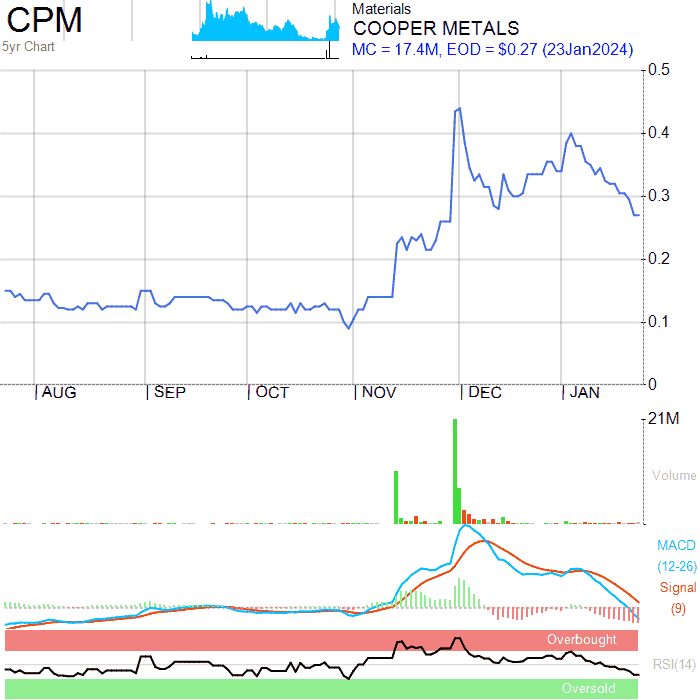 CPM
5yr Chart
Materials
COOPER METALS
MC = 17.4M, EOD = $0.27 (23Jan2024)
0.5
0.4
0.3
0.2
0.1
0
AUG SEP OCT NOV DEC JAN
21M
Volume
MACD
(12-26)
Signal
(9)
Overbought
RSI(14)
Oversold